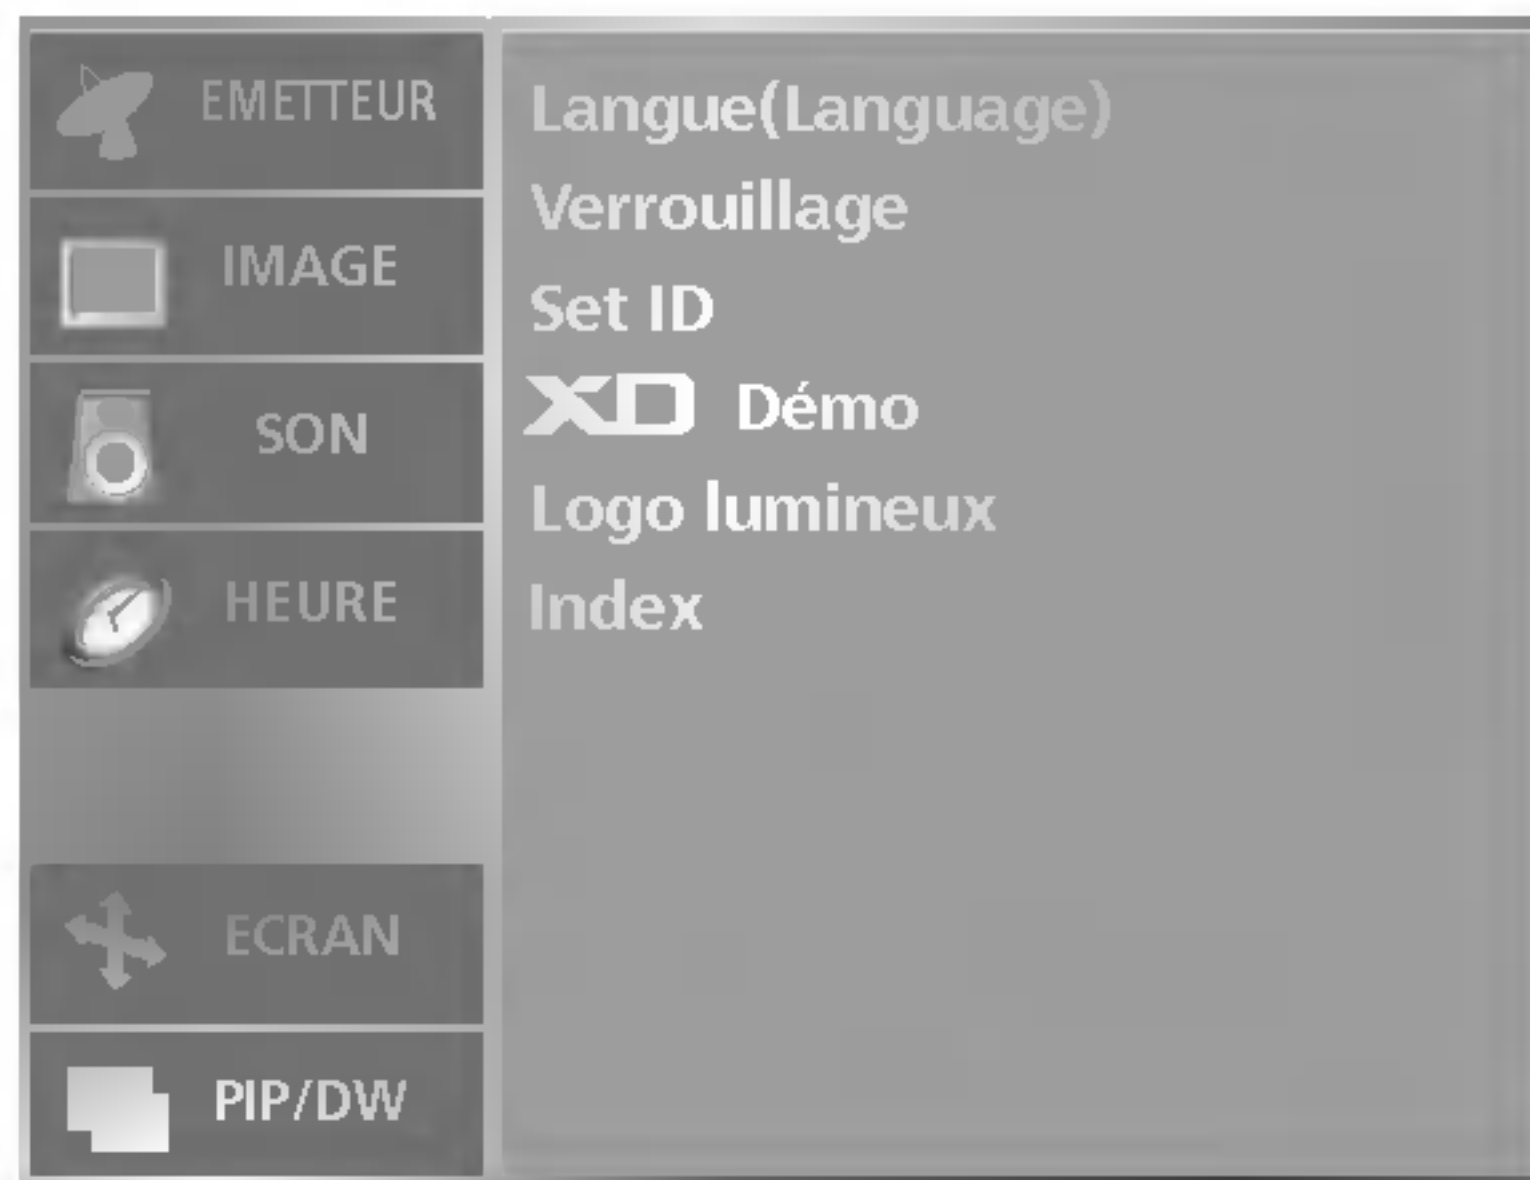 EMETTEUR
IMAGE
SON
HEURE
ECRAN
PIP/DW
Langue(Language)
Verrouillage
Set ID
XD Démo
Logo lumineux
Index